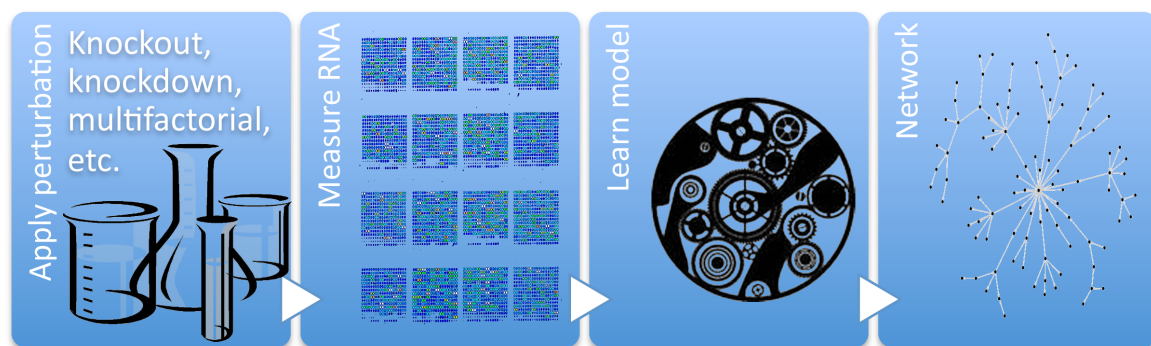 Apply perturbation
Knockout,
knockdown,
multifactorial,
etc.
Measure RNA
Learn model
Network